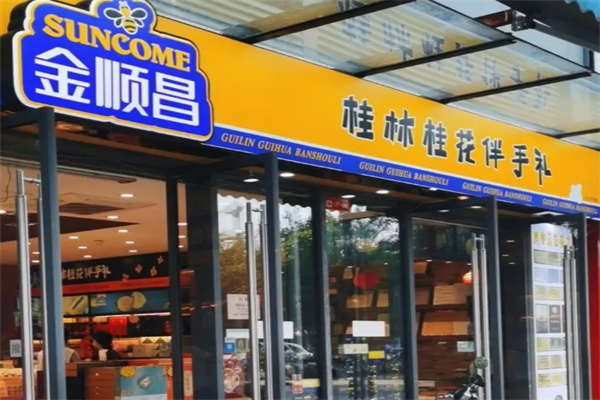 SUNCOME
金顺昌
桂林桂花伴手礼
GUILIN GUIHUA BANSHOULI GUILIN GUIHUA BANSHOULI GUILIN GUIHUA BANSHOULI
林桂花伴手礼